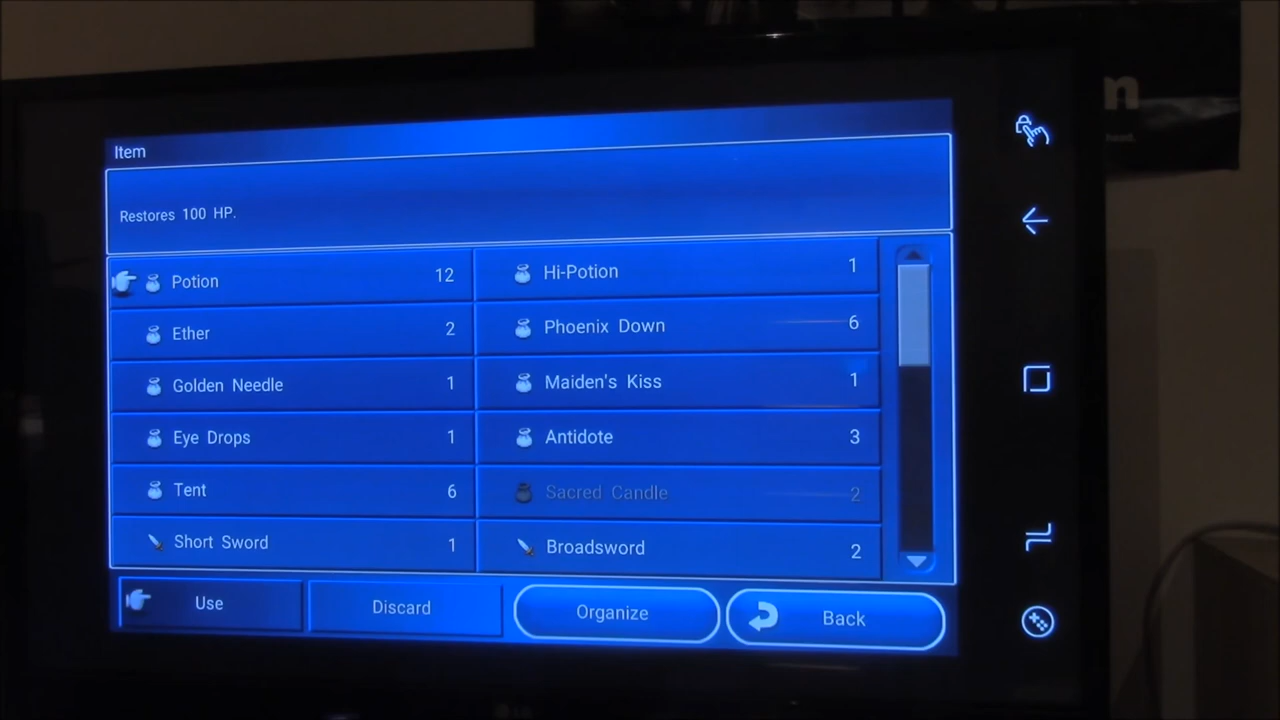 Item
Restores 100 HP.
Potion 12
Hi-Potion 1
Ether 2
Phoenix Down 6
Golden Needle 1
Maiden's Kiss 1
Eye Drops 1
Antidote 3
Tent 6
Sacred Candle 2
Short Sword 1
Broadsword 2
Use
Discard
Organize
Back
LG